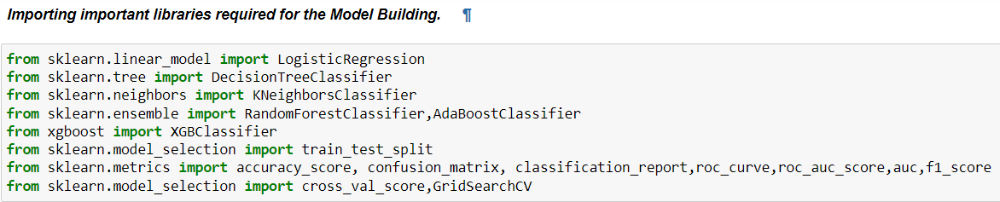 Importing important libraries required for the Model Building. ¶
from sklearn.linear_model import LogisticRegression
from sklearn.tree import DecisionTreeClassifier
from sklearn.neighbors import KNeighborsClassifier
from sklearn.ensemble import RandomForestClassifier,AdaBoostClassifier
from xgboost import XGBClassifier
from sklearn.model_selection import train_test_split
from sklearn.metrics import accuracy_score, confusion_matrix, classification_report,roc_curve,roc_auc_score,auc,f1_score
from sklearn.model_selection import cross_val_score,GridSearchCV